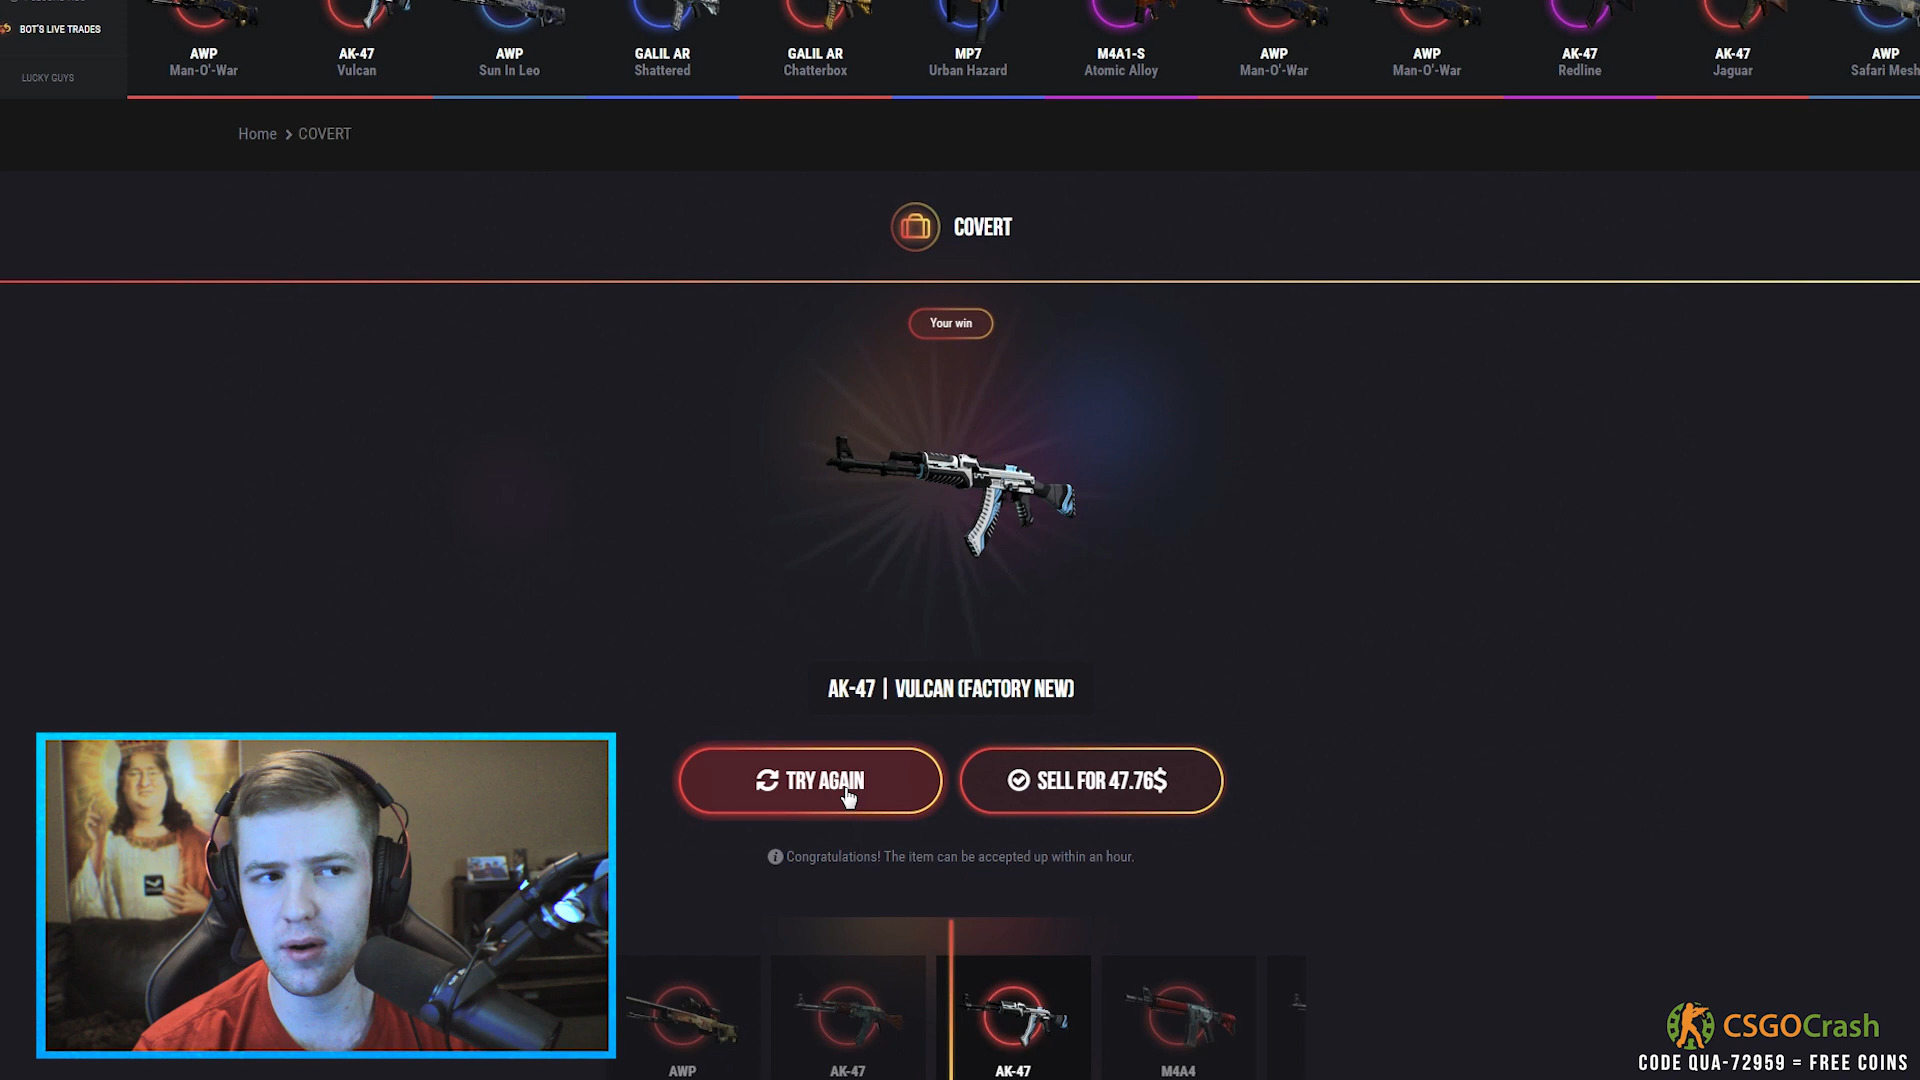 BOT'S LIVE TRADES
LUCKY GUYS
AWP
Man-O'-War
AK-47
Vulcan
AWP
Sun In Leo
GALIL AR
Shattered
GALIL AR
Chatterbox
MP7
Urban Hazard
M4A1-S
Atomic Alloy
AWP
Man-O'-War
AWP
Man-O'-War
AK-47
Redline
AK-47
Jaguar
AWP
Safari Mesh
Home > COVERT
COVERT
Your win
AK-47 | VULCAN (FACTORY NEW)
TRY AGAIN
SELL FOR 47.76$
Congratulations! The item can be accepted up within an hour.
AWP
AK-47
AK-47
M4A4
CSGOCrash
CODE QUA-72959 = FREE COINS